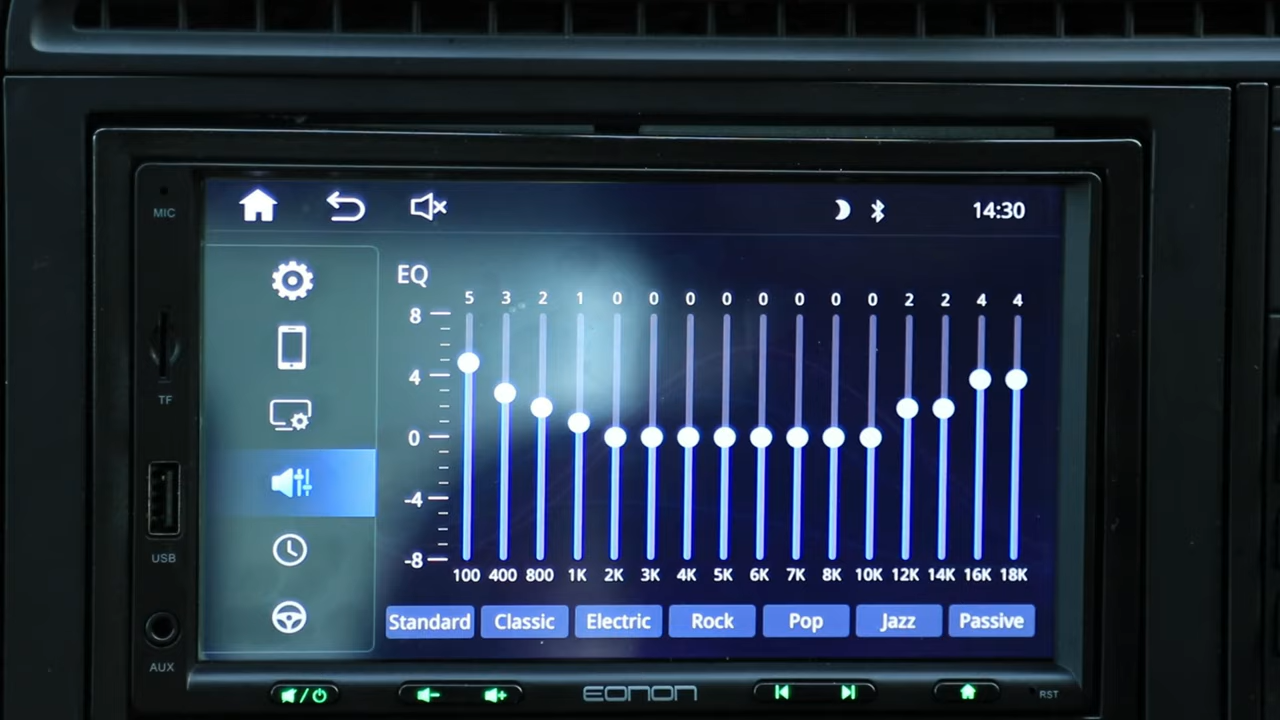 MIC
14:30
EQ
5 3 2 1 0 0 0 0 0 0 0 0 2 2 4 4
8
4
TF
0
-4
USB
-8
100 400 800 1K 2K 3K 4K 5K 6K 7K 8K 10K 12K 14K 16K 18K
Standard Classic Electric Rock Pop Jazz Passive
AUX
EONON
RST